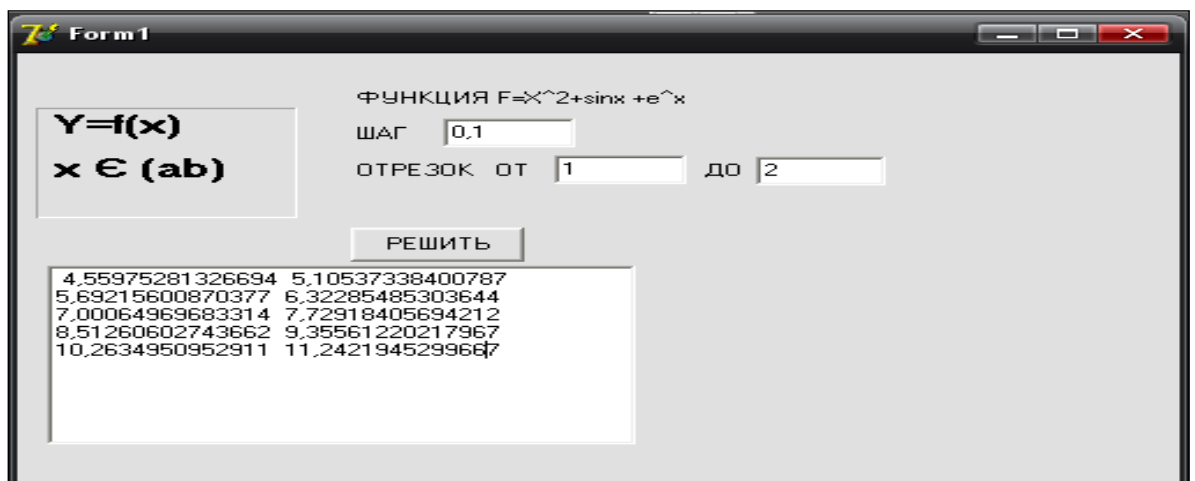 Form1
ФУНКЦИЯ F=X^2+sinx +e^x
Y=f(x)
ШАГ 0,1
x Є (ab)
ОТРЕЗОК ОТ 1 ДО 2
РЕШИТЬ
4,55975281326694 5,10537338400787
5,69215600870377 6,32285485303644
7,00064969683314 7,72918405694212
8,51260602743662 9,35561220217967
10,2634950952911 11,2421945299667